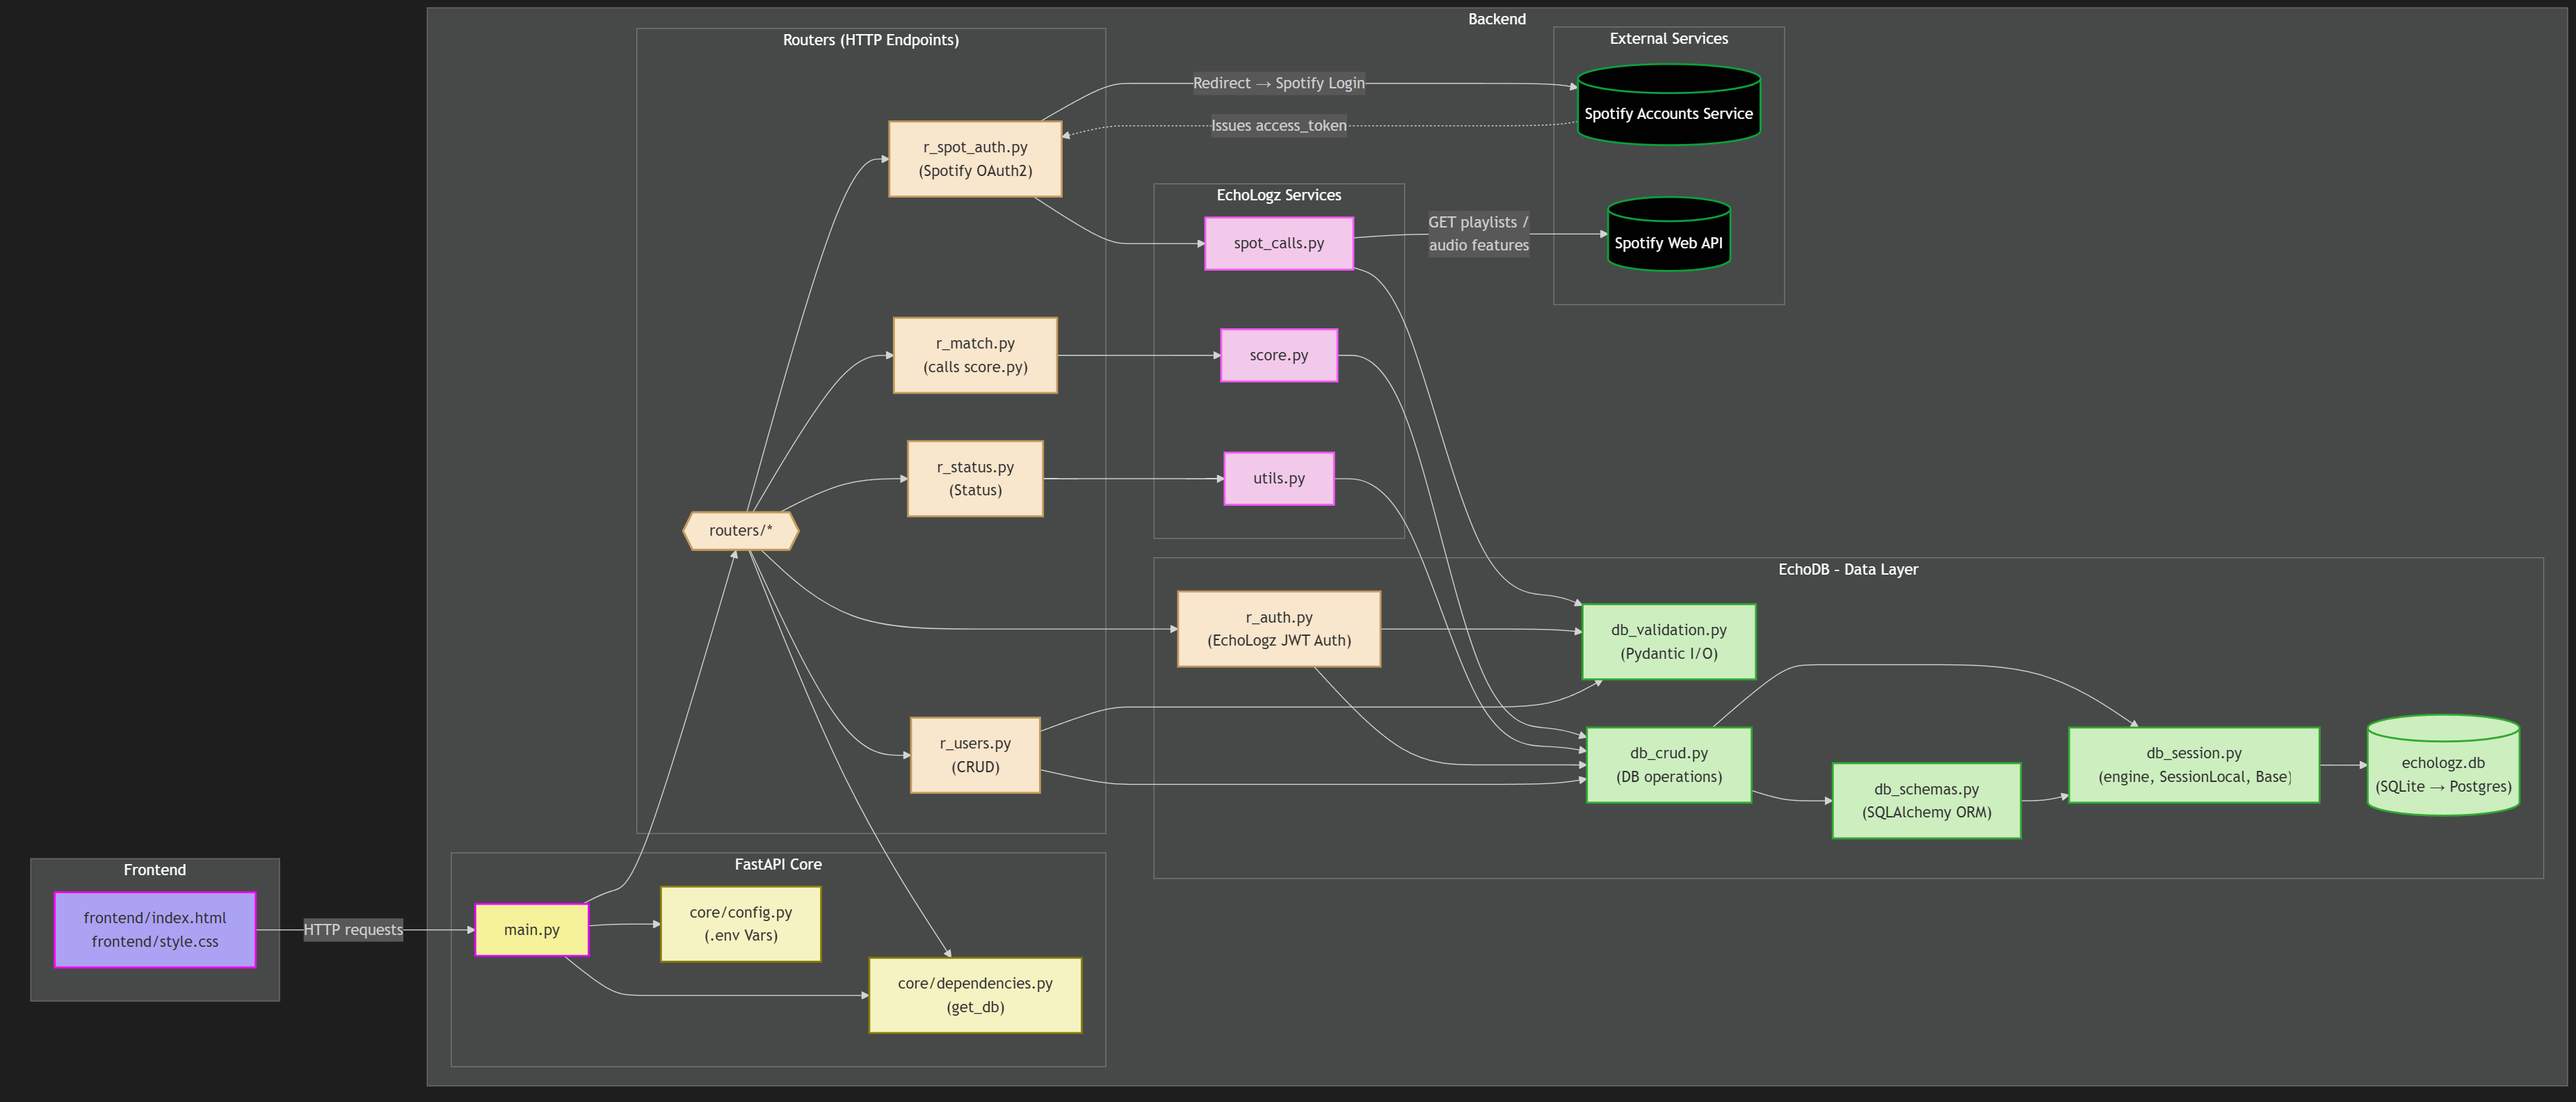 Backend
Routers (HTTP Endpoints)
External Services
Redirect → Spotify Login
Spotify Accounts Service
Issues access_token
r_spot_auth.py
(Spotify OAuth2)
EchoLogz Services
spot_calls.py
GET playlists /
audio features
Spotify Web API
r_match.py
(calls score.py)
score.py
r_status.py
(Status)
utils.py
routers/*
EchoDB - Data Layer
r_auth.py
(EchoLogz JWT Auth)
db_validation.py
(Pydantic I/O)
r_users.py
(CRUD)
db_crud.py
(DB operations)
db_schemas.py
(SQLAlchemy ORM)
db_session.py
(engine, SessionLocal, Base)
echologz.db
(SQLite → Postgres)
Frontend
frontend/index.html
frontend/style.css
HTTP requests
FastAPI Core
main.py
core/config.py
(.env Vars)
core/dependencies.py
(get_db)